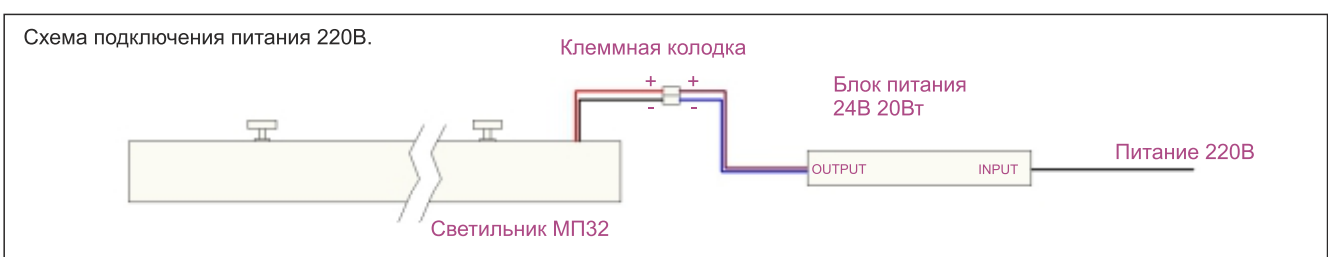 Схема подключения питания 220В.
Клеммная колодка
+ +
- -
Блок питания
24В 20Вт
OUTPUT INPUT
Питание 220В
Светильник МП32